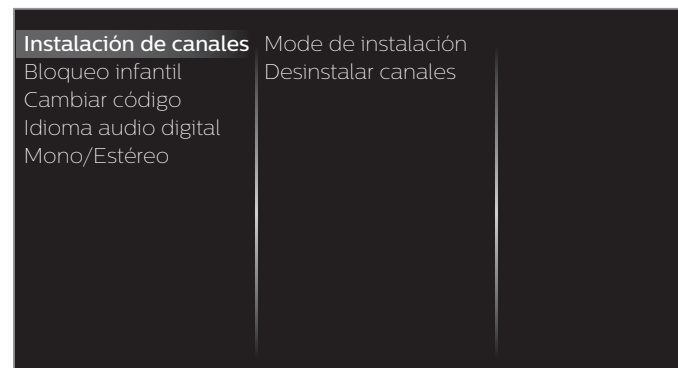 Instalación de canales
Bloqueo infantil
Cambiar código
Idioma audio digital
Mono/Estéreo
Mode de instalación
Desinstalar canales